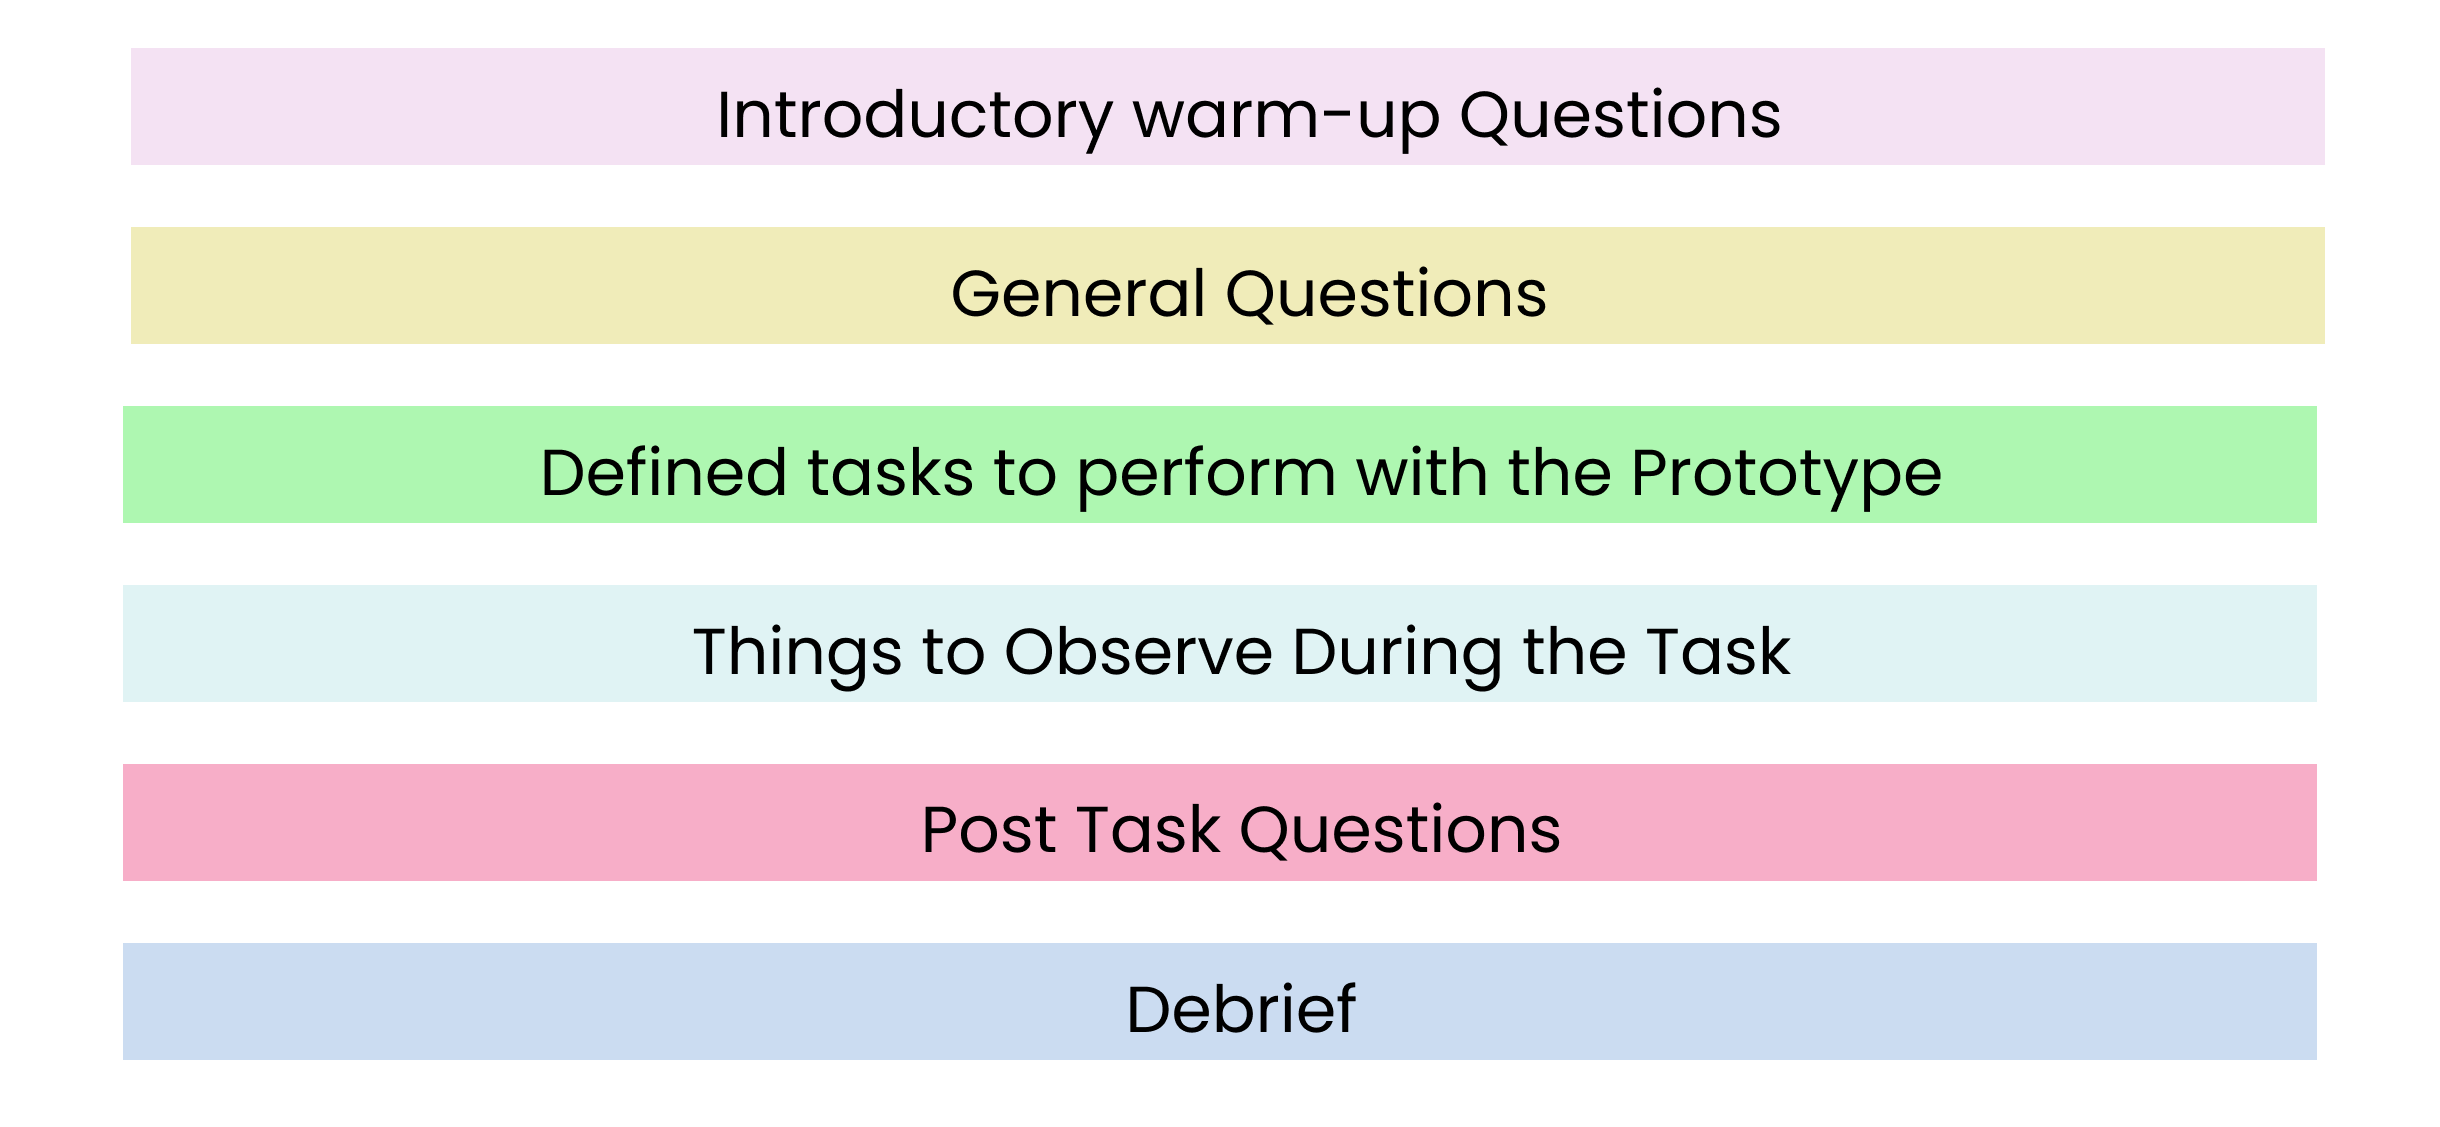 Introductory warm-up Questions
General Questions
Defined tasks to perform with the Prototype
Things to Observe During the Task
Post Task Questions
Debrief